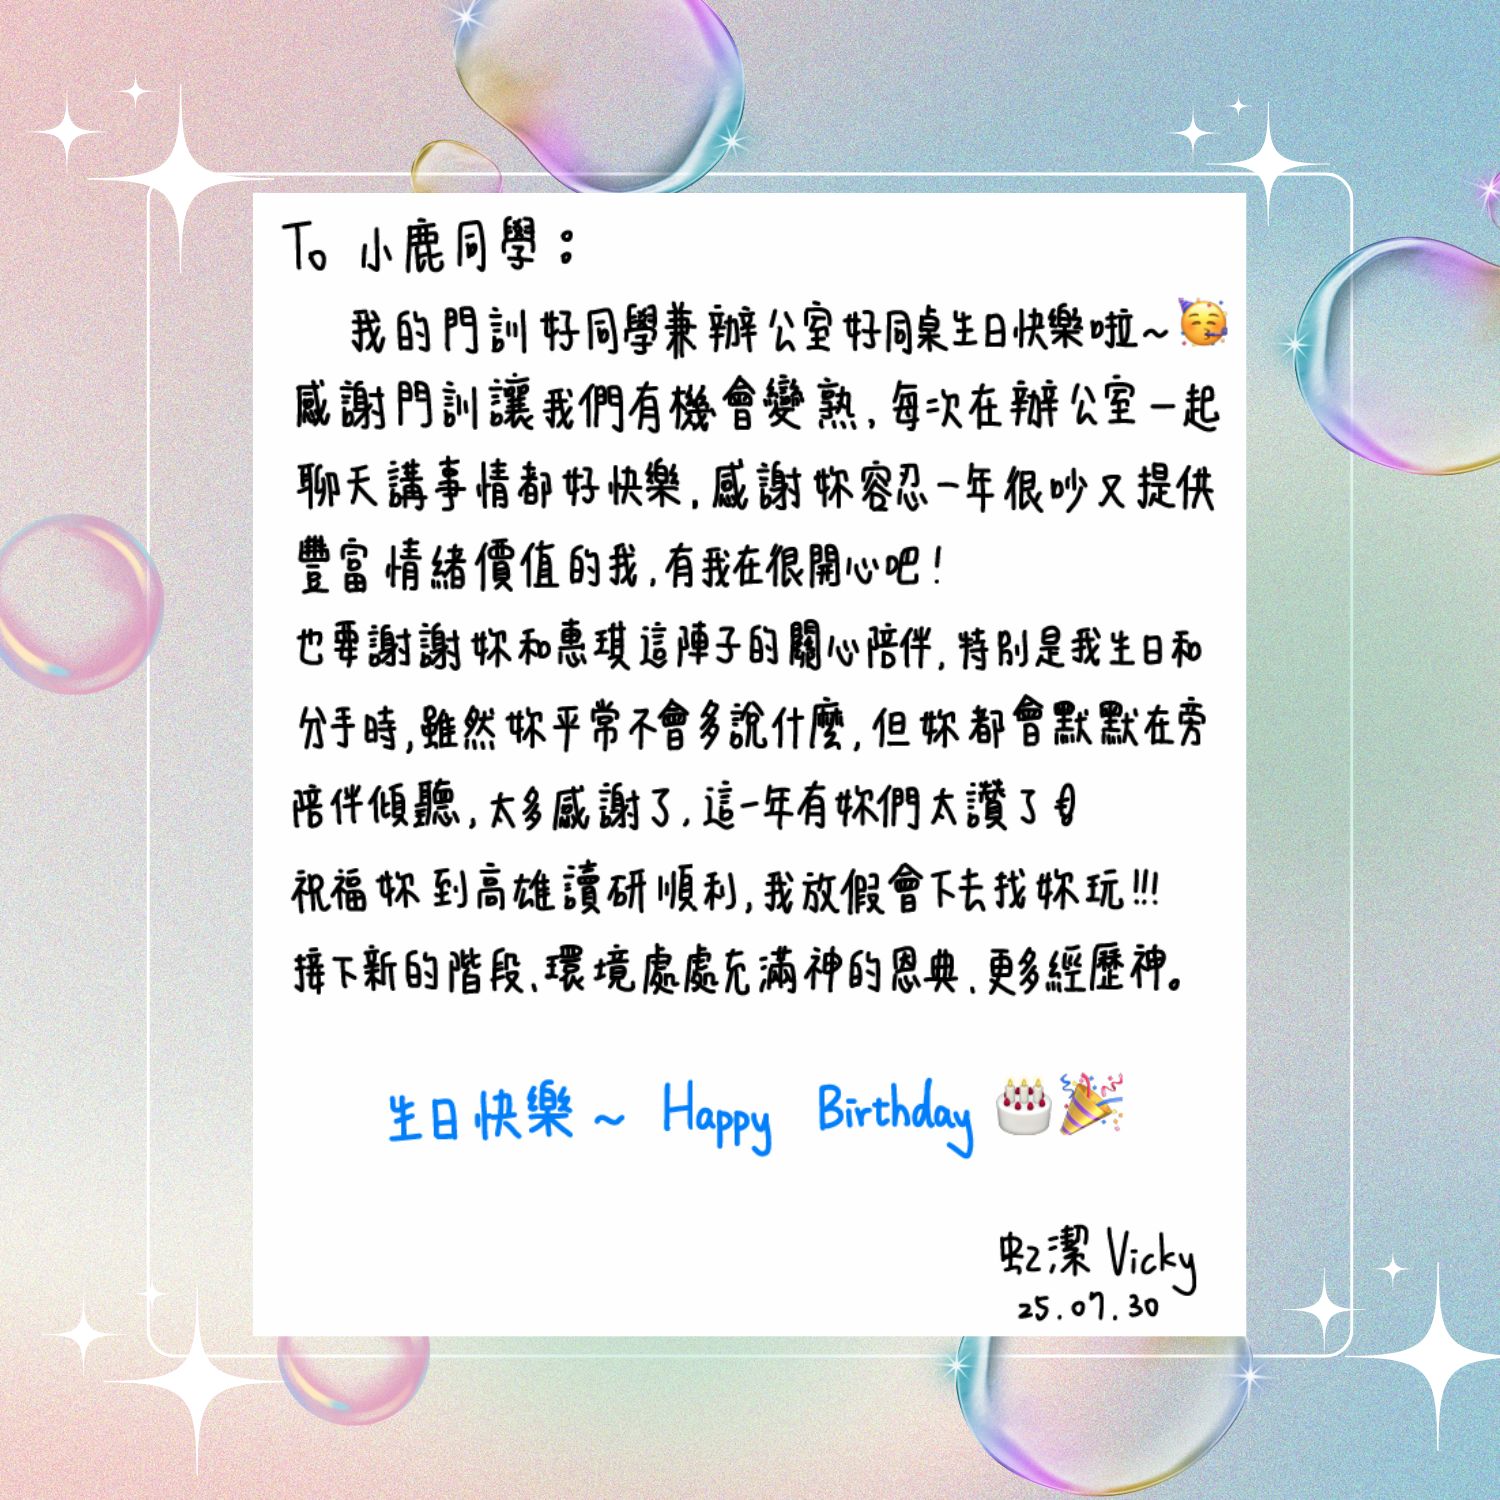 To 小鹿同學：
我的門訓好同學兼辦公室好同桌生日快樂啦~🥳
感謝門訓讓我們有機會變熟,每次在辦公室一起
聊天講事情都好快樂,感謝妳容忍一年很吵又提供
豐富情緒價值的我,有我在很開心吧!
也要謝謝妳和惠琪這陣子的關心陪伴,特別是我生日和
分手時,雖然妳平常不會多說什麼,但妳都會默默在旁
陪伴傾聽,太多感謝了,這一年有妳們太讚了
祝福妳到高雄讀研順利,我放假會下去找妳玩!!!
接下新的階段、環境處處充滿神的恩典、更多經歷神。
生日快樂~ Happy Birthday 🎂🎉
虹潔 Vicky
25.07.30